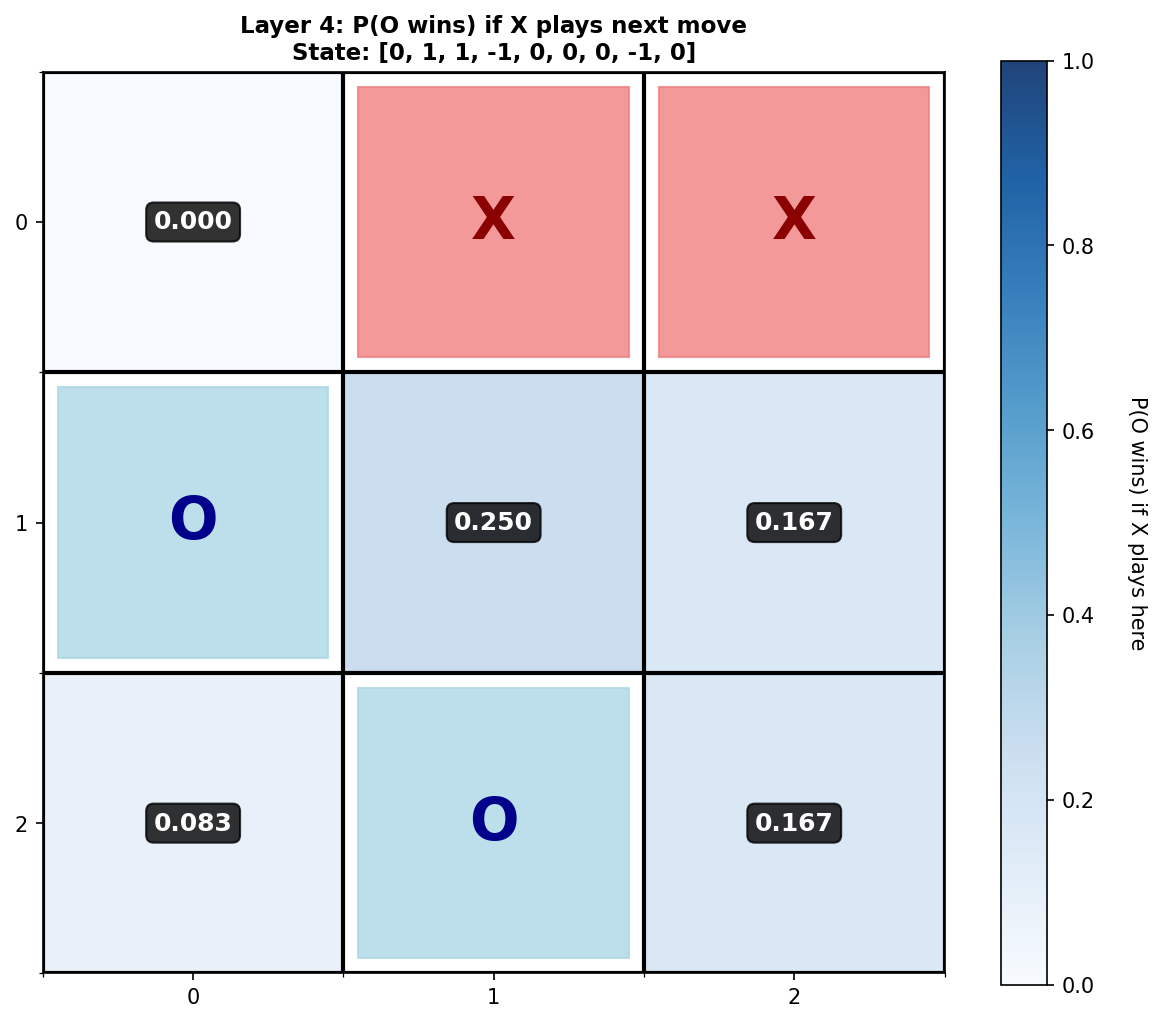 Layer 4: P(O wins) if X plays next move
State: [0, 1, 1, -1, 0, 0, 0, -1, 0]
0
0.000
X
X
1
O
0.250
0.167
2
0.083
O
0.167
0
1
2
1.0
0.8
0.6
0.4
0.2
0.0
P(O wins) if X plays here